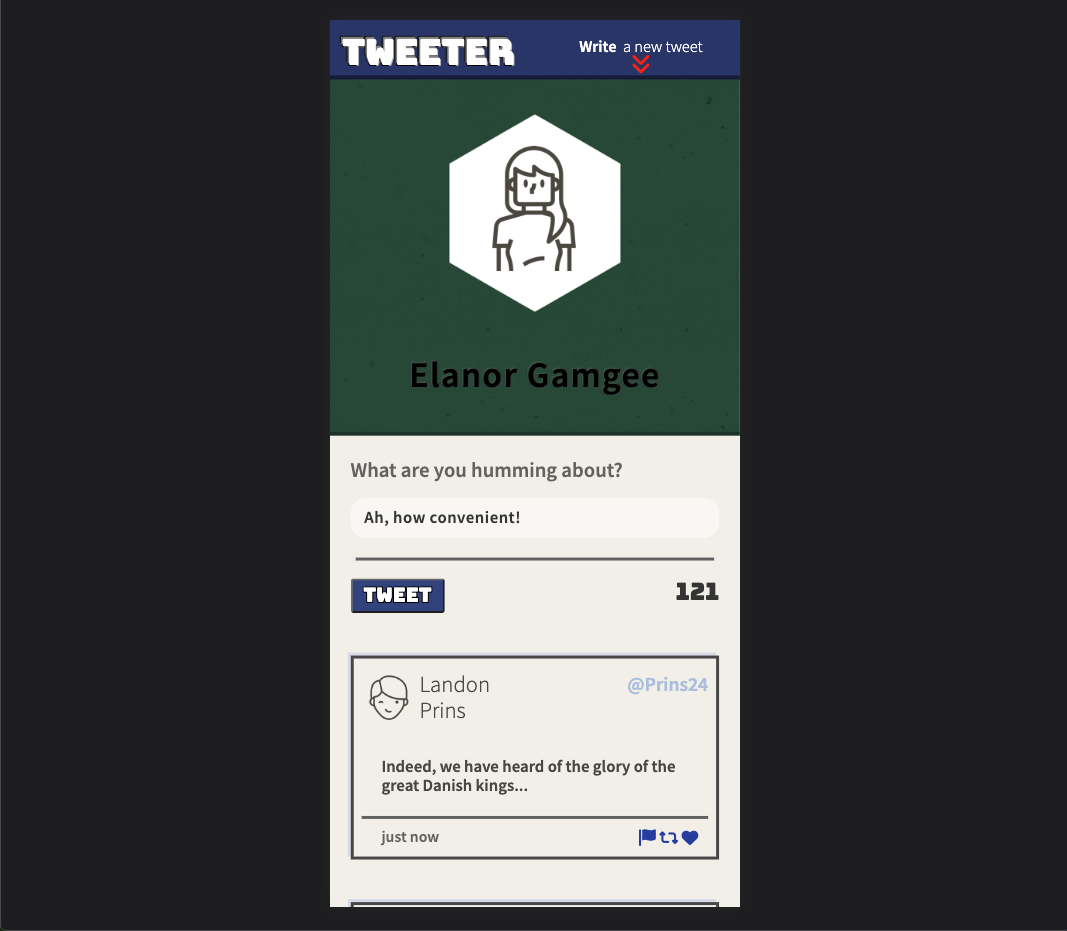 TWEETER
Write a new tweet
Elanor Gamgee
What are you humming about?
Ah, how convenient!
TWEET
121
Landon
Prins
@Prins24
Indeed, we have heard of the glory of the
great Danish kings...
just now